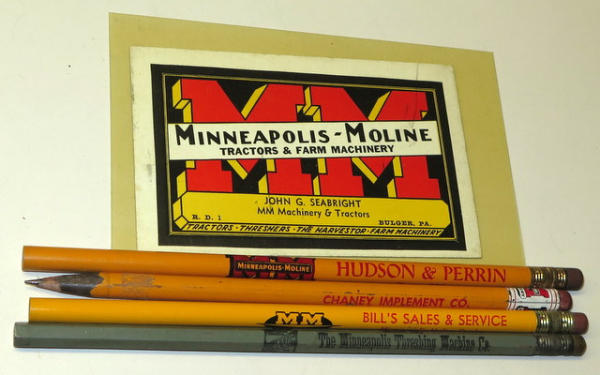 MM
MINNEAPOLIS-MOLINE
TRACTORS & FARM MACHINERY
JOHN G. SEABRIGHT
MM Machinery & Tractors
R. D. 1 BULGER, PA.
TRACTORS · THRESHERS · THE HARVESTOR · FARM MACHINERY
MINNEAPOLIS-MOLINE HUDSON & PERRIN
CHANEY IMPLEMENT CO.
MM BILL'S SALES & SERVICE
The Minneapolis Threshing Machine Co.